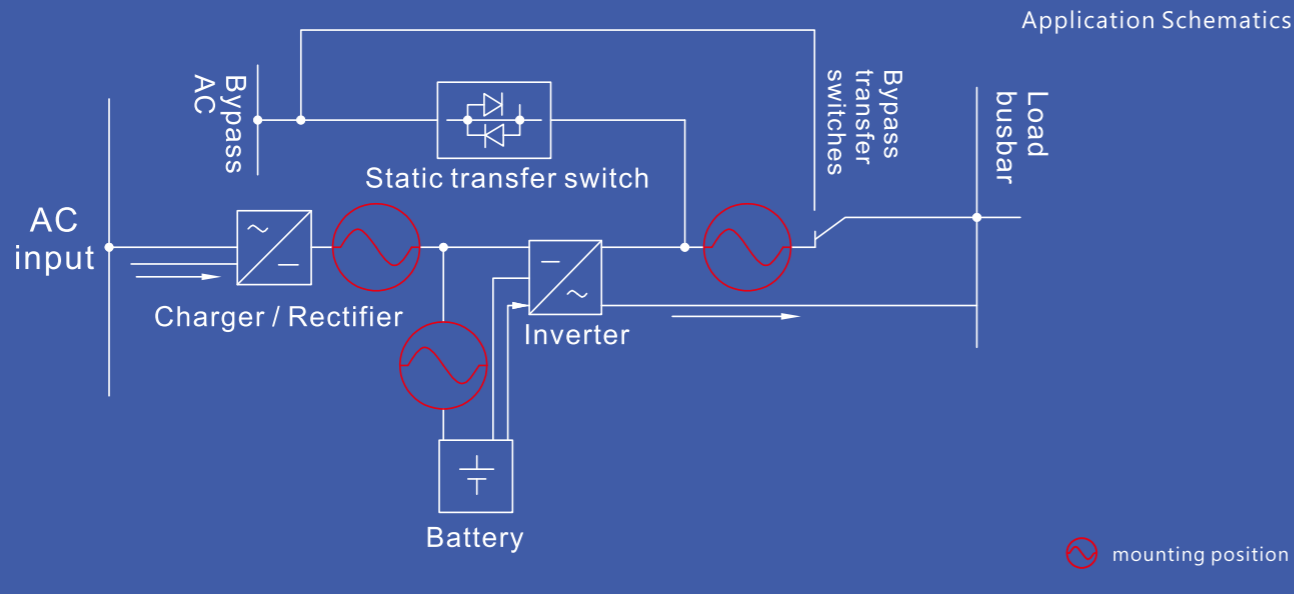 Application Schematics
Bypass
AC
Bypass
transfer
switches
Load
busbar
Static transfer switch
AC
input
Charger / Rectifier
Inverter
Battery
mounting position